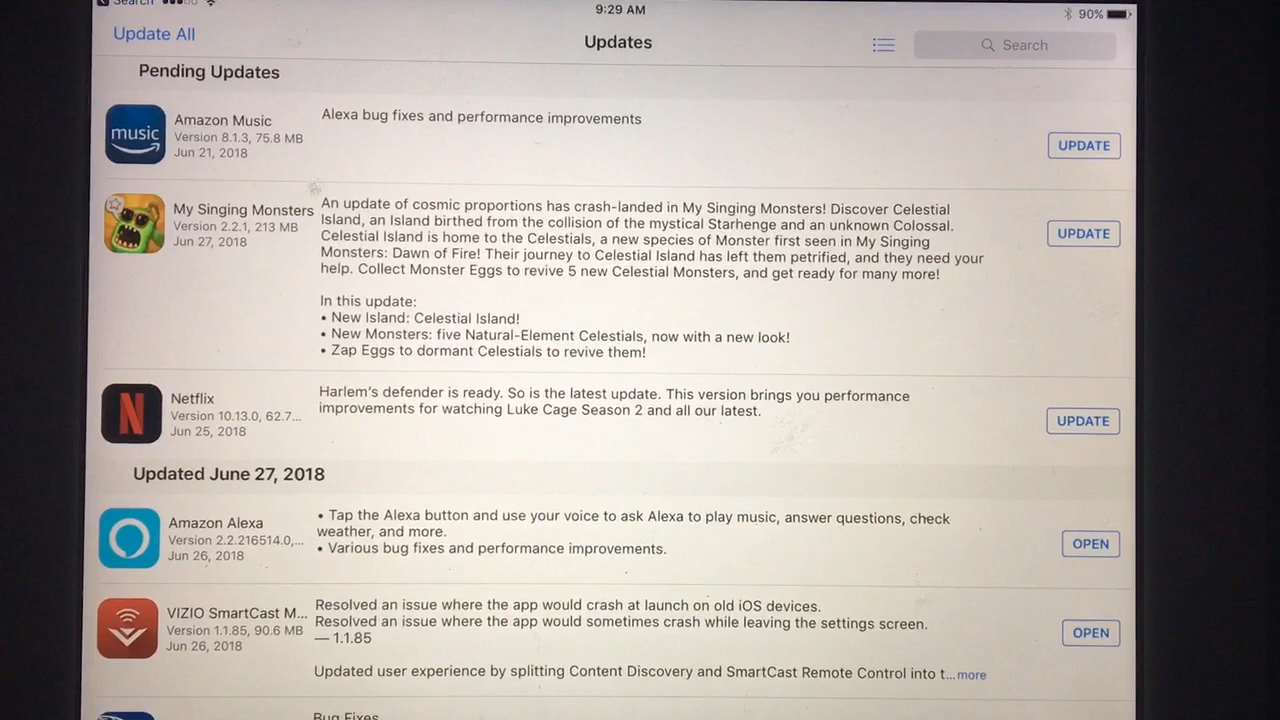 Search
9:29 AM
90%
Update All
Updates
Search
Pending Updates
music
Amazon Music
Version 8.1.3, 75.8 MB
Jun 21, 2018
Alexa bug fixes and performance improvements
UPDATE
My Singing Monsters
Version 2.2.1, 213 MB
Jun 27, 2018
An update of cosmic proportions has crash-landed in My Singing Monsters! Discover Celestial
Island, an Island birthed from the collision of the mystical Starhenge and an unknown Colossal.
Celestial Island is home to the Celestials, a new species of Monster first seen in My Singing
Monsters: Dawn of Fire! Their journey to Celestial Island has left them petrified, and they need your
help. Collect Monster Eggs to revive 5 new Celestial Monsters, and get ready for many more!
In this update:
• New Island: Celestial Island!
• New Monsters: five Natural-Element Celestials, now with a new look!
• Zap Eggs to dormant Celestials to revive them!
UPDATE
N
Netflix
Version 10.13.0, 62.7...
Jun 25, 2018
Harlem's defender is ready. So is the latest update. This version brings you performance
improvements for watching Luke Cage Season 2 and all our latest.
UPDATE
Updated June 27, 2018
Amazon Alexa
Version 2.2.216514.0,...
Jun 26, 2018
• Tap the Alexa button and use your voice to ask Alexa to play music, answer questions, check
weather, and more.
• Various bug fixes and performance improvements.
OPEN
VIZIO SmartCast M...
Version 1.1.85, 90.6 MB
Jun 26, 2018
Resolved an issue where the app would crash at launch on old iOS devices.
Resolved an issue where the app would sometimes crash while leaving the settings screen.
— 1.1.85
Updated user experience by splitting Content Discovery and SmartCast Remote Control into t...more
OPEN
Bug Fixes